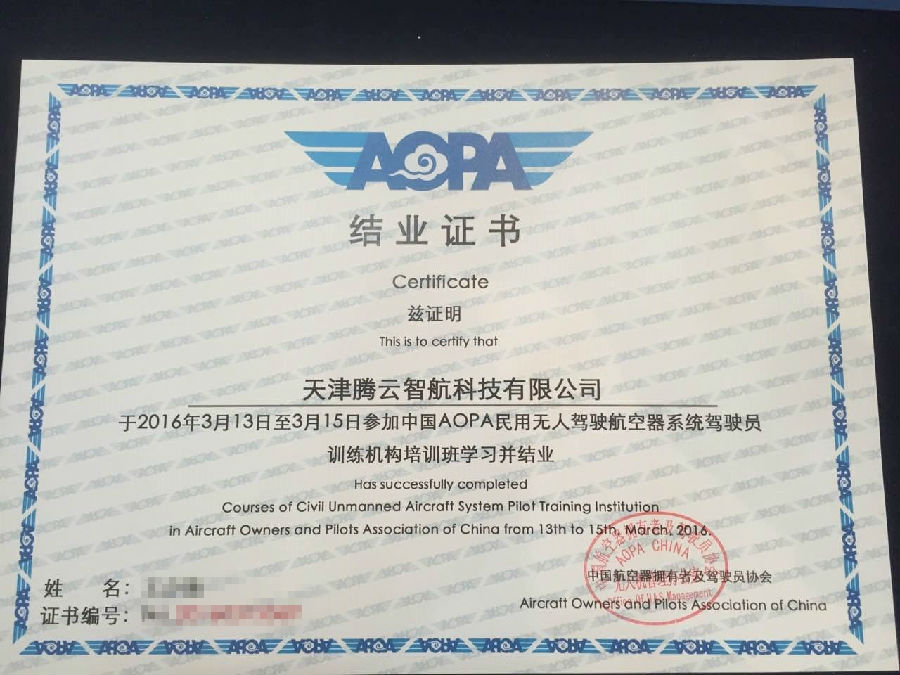 AOPA
结业证书
Certificate
兹证明
This is to certify that
天津腾云智航科技有限公司
于2016年3月13日至3月15日参加中国AOPA民用无人驾驶航空器系统驾驶员
训练机构培训班学习并结业
Has successfully completed
Courses of Civil Unmanned Aircraft System Pilot Training Institution
in Aircraft Owners and Pilots Association of China from 13th to 15th, March, 2016.
姓 名：
证书编号：
AOPA CHINA
中国航空器拥有者及驾驶员协会
Office of UAS Management
Aircraft Owners and Pilots Association of China